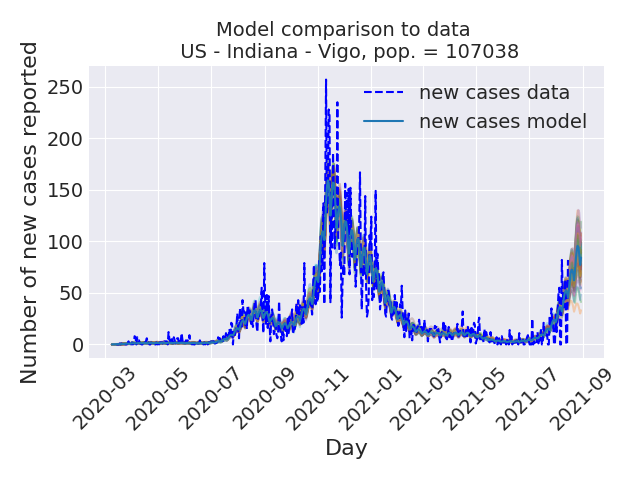 Model comparison to data
US - Indiana - Vigo, pop. = 107038
Number of new cases reported
250
200
150
100
50
0
new cases data
new cases model
2020-03
2020-05
2020-07
2020-09
2020-11
2021-01
2021-03
2021-05
2021-07
2021-09
Day